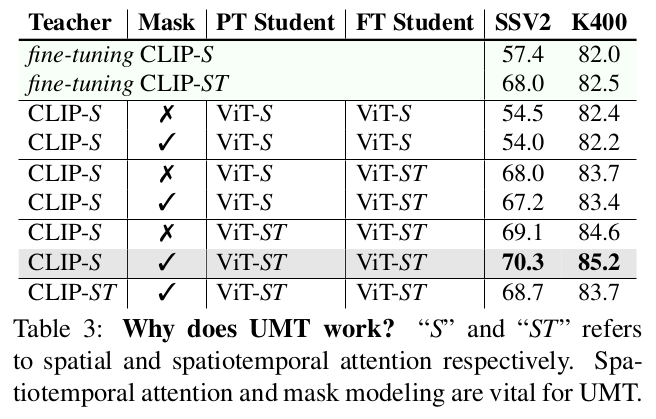 Teacher Mask PT Student FT Student SSV2 K400
fine-tuning CLIP-S 57.4 82.0
fine-tuning CLIP-ST 68.0 82.5
CLIP-S ✗ ViT-S ViT-S 54.5 82.4
CLIP-S ✓ ViT-S ViT-S 54.0 82.2
CLIP-S ✗ ViT-S ViT-ST 68.0 83.7
CLIP-S ✓ ViT-S ViT-ST 67.2 83.4
CLIP-S ✗ ViT-ST ViT-ST 69.1 84.6
CLIP-S ✓ ViT-ST ViT-ST 70.3 85.2
CLIP-ST ✓ ViT-ST ViT-ST 68.7 83.7
Table 3: Why does UMT work? “S” and “ST” refers
to spatial and spatiotemporal attention respectively. Spa-
tiotemporal attention and mask modeling are vital for UMT.